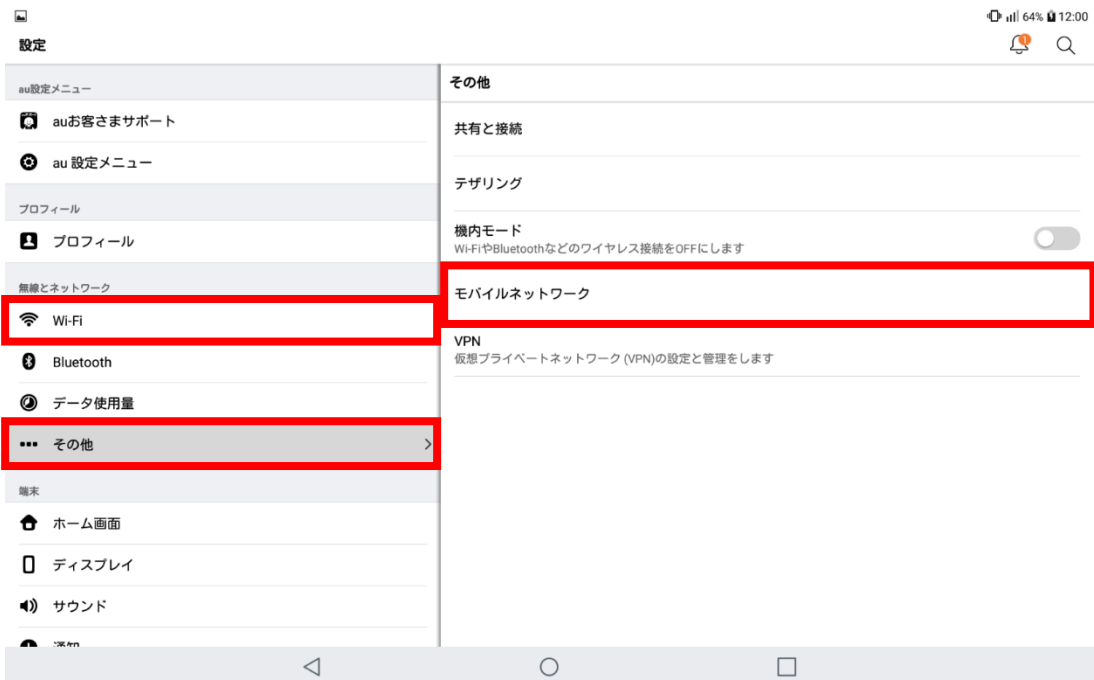 64% 12:00
設定
1
au設定メニュー
auお客さまサポート
au 設定メニュー
プロフィール
プロフィール
無線とネットワーク
Wi-Fi
Bluetooth
データ使用量
その他
端末
ホーム画面
ディスプレイ
サウンド
通知
その他
共有と接続
テザリング
機内モード
Wi-FiやBluetoothなどのワイヤレス接続をOFFにします
モバイルネットワーク
VPN
仮想プライベートネットワーク (VPN)の設定と管理をします